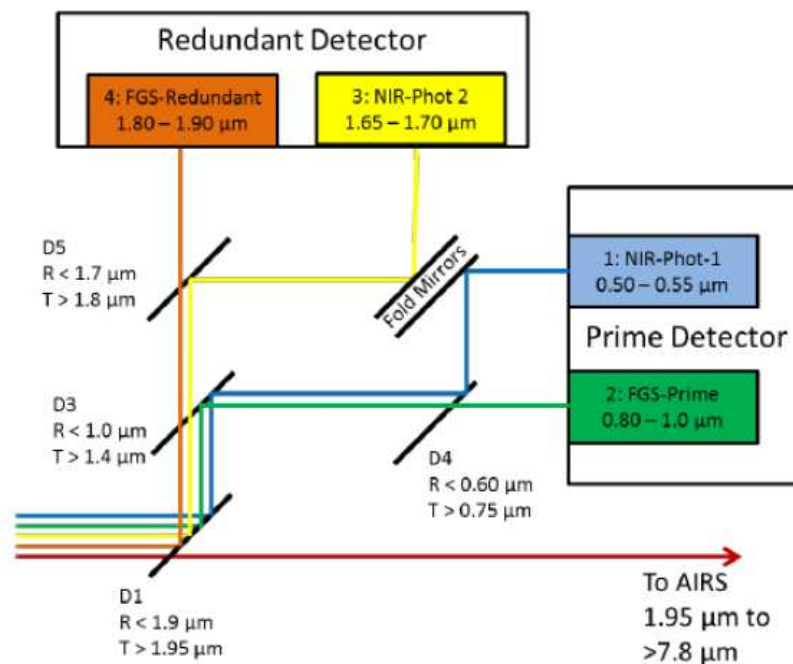 Redundant Detector
4: FGS-Redundant
1.80 – 1.90 µm
3: NIR-Phot 2
1.65 – 1.70 µm
D5
R < 1.7 µm
T > 1.8 µm
Fold Mirrors
1: NIR-Phot-1
0.50 – 0.55 µm
Prime Detector
2: FGS-Prime
0.80 – 1.0 µm
D3
R < 1.0 µm
T > 1.4 µm
D4
R < 0.60 µm
T > 0.75 µm
D1
R < 1.9 µm
T > 1.95 µm
To AIRS
1.95 µm to
>7.8 µm